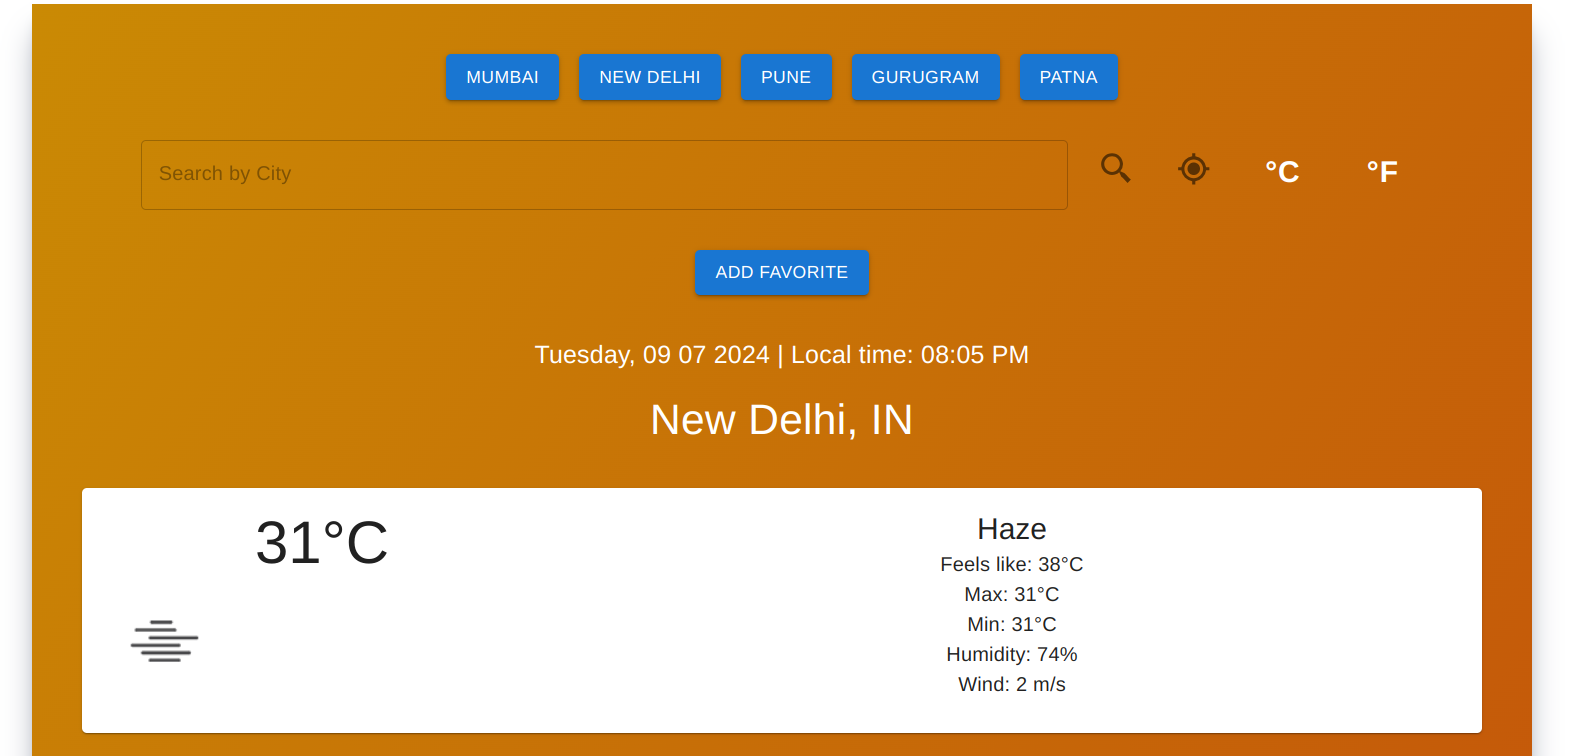 MUMBAI NEW DELHI PUNE GURUGRAM PATNA
Search by City °C °F
ADD FAVORITE
Tuesday, 09 07 2024 | Local time: 08:05 PM
New Delhi, IN
31°C
Haze
Feels like: 38°C
Max: 31°C
Min: 31°C
Humidity: 74%
Wind: 2 m/s